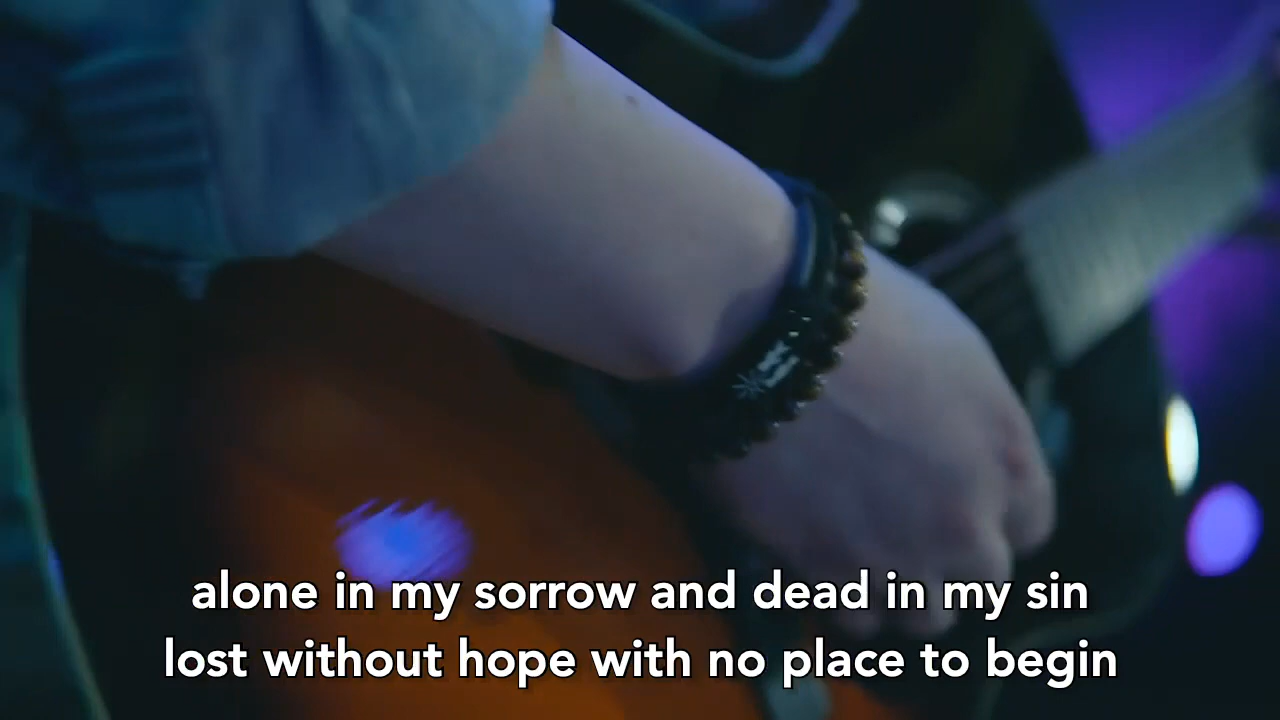 alone in my sorrow and dead in my sin
lost without hope with no place to begin